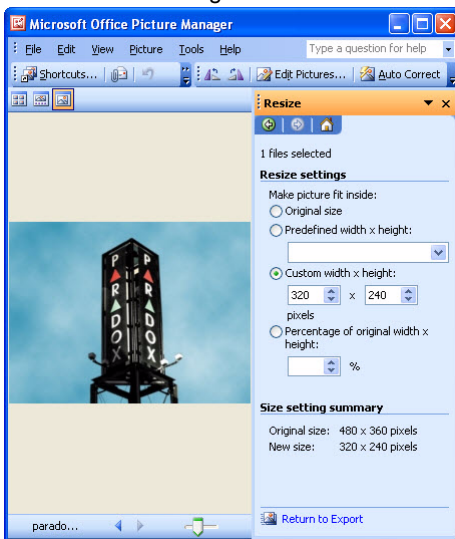 Microsoft Office Picture Manager
File Edit View Picture Tools Help Type a question for help
Shortcuts... Edit Pictures... Auto Correct
Resize
1 files selected
Resize settings
Make picture fit inside:
Original size
Predefined width x height:
Custom width x height:
320 x 240
pixels
Percentage of original width x
height:
%
Size setting summary
Original size: 480 x 360 pixels
New size: 320 x 240 pixels
Return to Export
PARADOX PARADOX
parado...